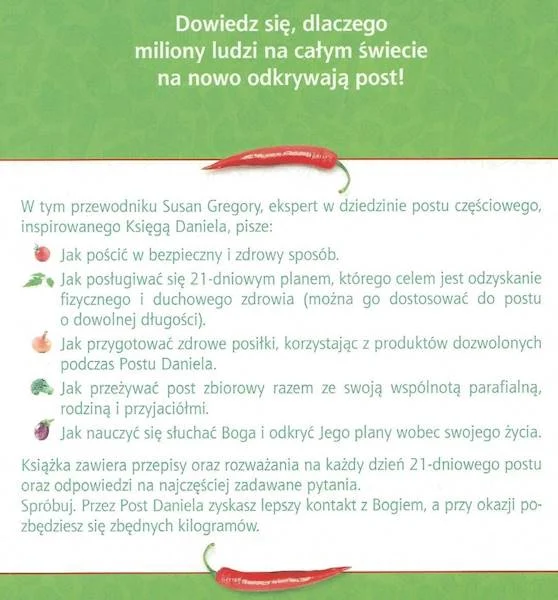 Dowiedz się, dlaczego
miliony ludzi na całym świecie
na nowo odkrywają post!
W tym przewodniku Susan Gregory, ekspert w dziedzinie postu częściowego,
inspirowanego Księgą Daniela, pisze:
Jak pościć w bezpieczny i zdrowy sposób.
Jak posługiwać się 21-dniowym planem, którego celem jest odzyskanie
fizycznego i duchowego zdrowia (można go dostosować do postu
o dowolnej długości).
Jak przygotować zdrowe posiłki, korzystając z produktów dozwolonych
podczas Postu Daniela.
Jak przeżywać post zbiorowy razem ze swoją wspólnotą parafialną,
rodziną i przyjaciółmi.
Jak nauczyć się słuchać Boga i odkryć Jego plany wobec swojego życia.
Książka zawiera przepisy oraz rozważania na każdy dzień 21-dniowego postu
oraz odpowiedzi na najczęściej zadawane pytania.
Spróbuj. Przez Post Daniela zyskasz lepszy kontakt z Bogiem, a przy okazji po-
zbędziesz się zbędnych kilogramów.